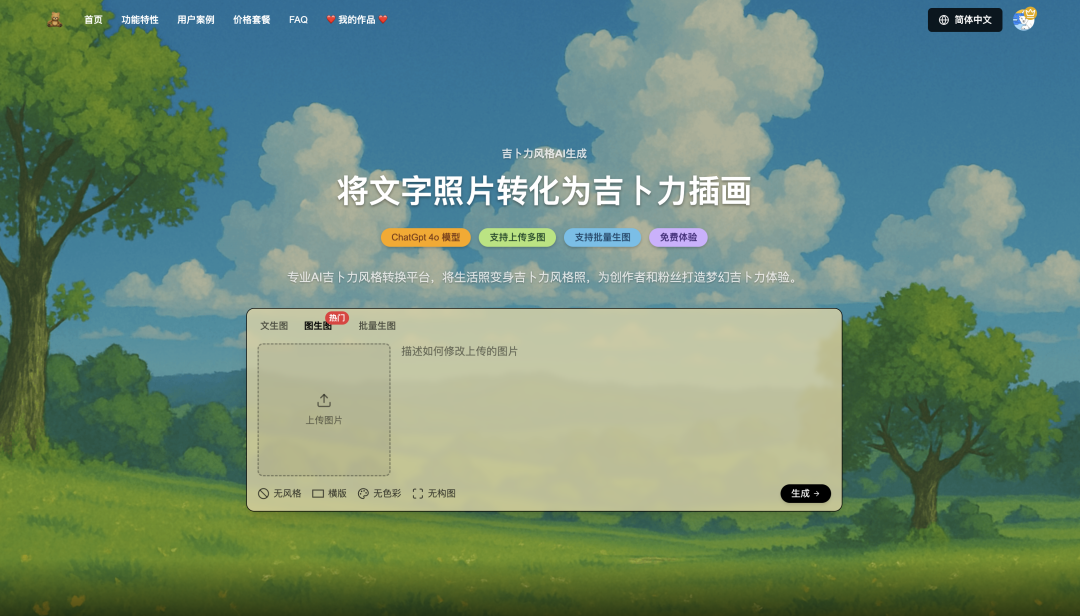 首页 功能特性 用户案例 价格套餐 FAQ ❤️ 我的作品 ❤️ 简体中文
吉卜力风格AI生成
将文字照片转化为吉卜力插画
ChatGpt 4o 模型 支持上传多图 支持批量生图 免费体验
专业AI吉卜力风格转换平台，将生活照变身吉卜力风格照，为创作者和粉丝打造梦幻吉卜力体验。
热门
文生图 图生图 批量生图
描述如何修改上传的图片
上传图片
无风格 横版 无色彩 无构图 生成 →